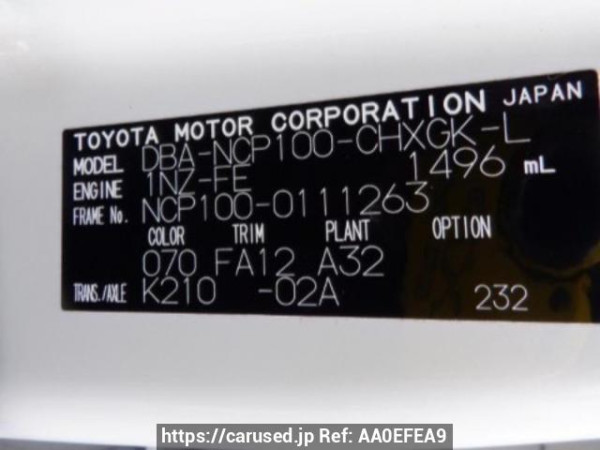 TOYOTA MOTOR CORPORATION JAPAN
MODEL DBA-NCP100-CHXGK-L
ENGINE 1NZ-FE 1496 mL
FRAME No. NCP100-0111263
COLOR TRIM PLANT OPTION
070 FA12 A32
TRANS./AXLE K210 -02A 232
https://carused.jp Ref: AA0EFEA9